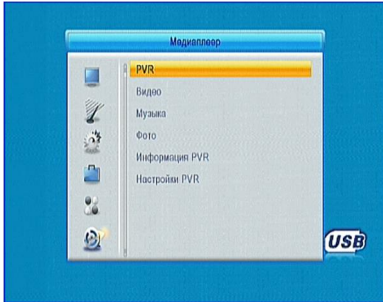 Медиаплеер
PVR
Видео
Музыка
Фото
Информация PVR
Настройки PVR
USB